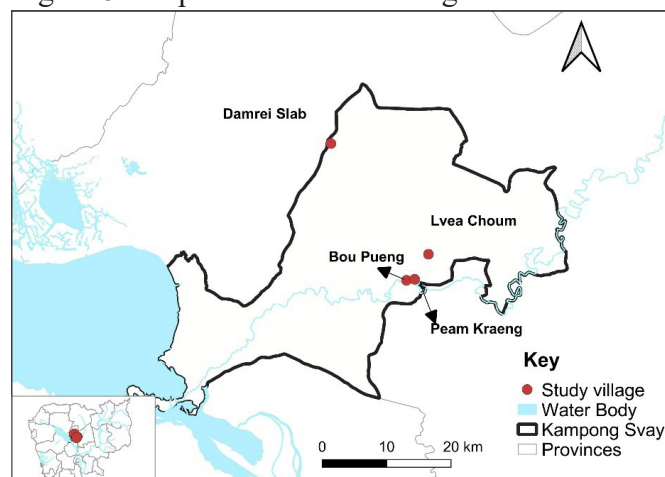 Damrei Slab
Lvea Choum
Bou Pueng
Peam Kraeng
Key
Study village
Water Body
Kampong Svay
Provinces
0 10 20 km